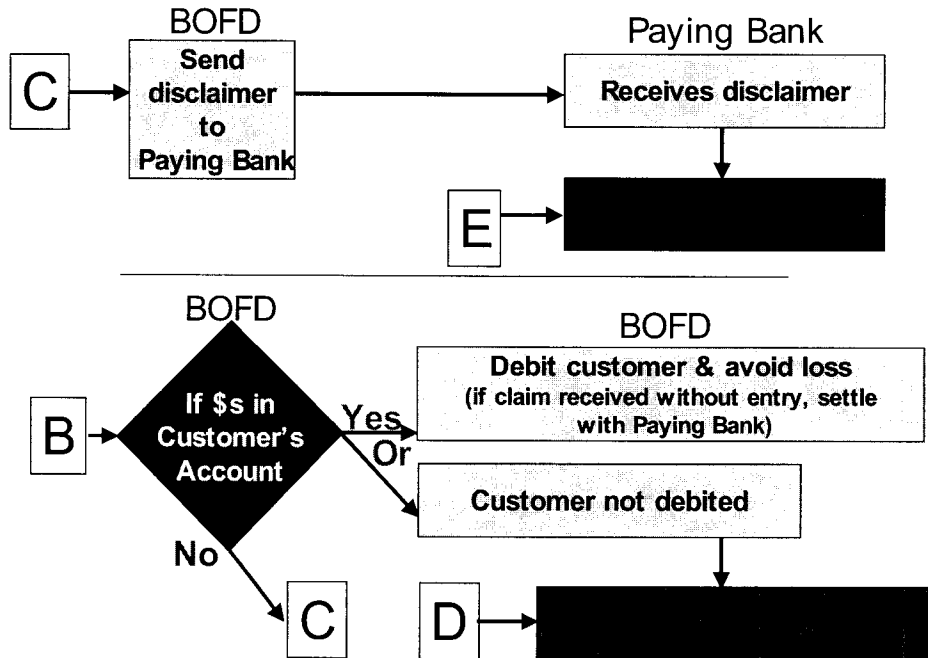 BOFD
Paying Bank
C
Send
disclaimer
to
Paying Bank
Receives disclaimer
E
BOFD
BOFD
B
If $s in
Customer's
Account
Yes
Or
No
Debit customer & avoid loss
(if claim received without entry, settle
with Paying Bank)
Customer not debited
C
D